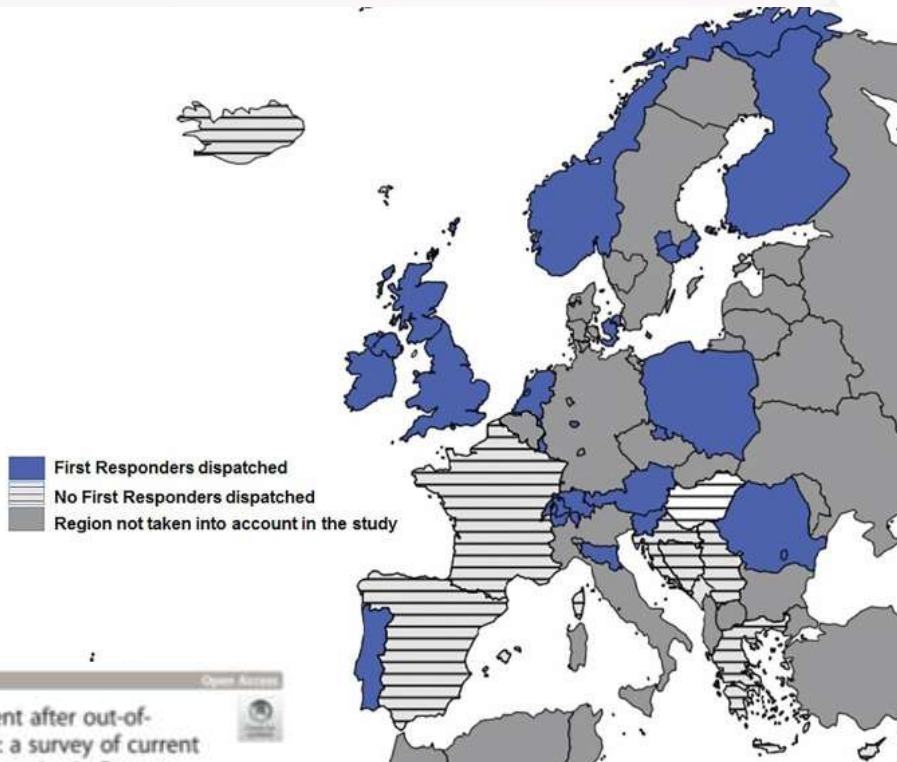 First Responders dispatched
No First Responders dispatched
Region not taken into account in the study
Open Access
ent after out-of-
: a survey of current